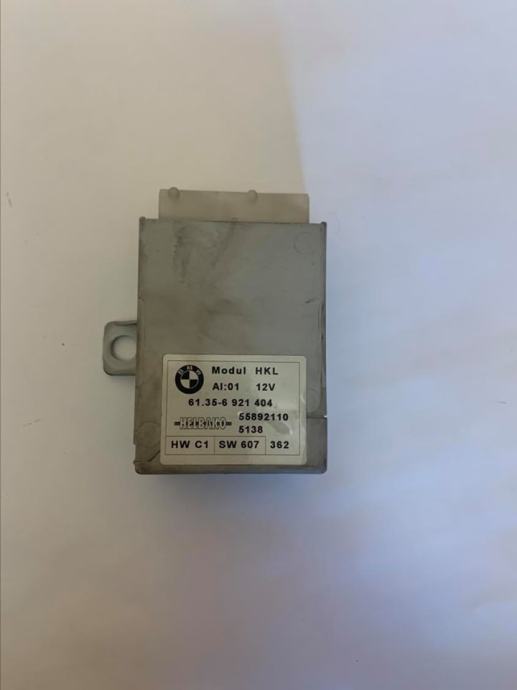 Modul HKL
AI:01 12V
61.35-6 921 404
HELBAKO 55892110
5138
HW C1 SW 607 362